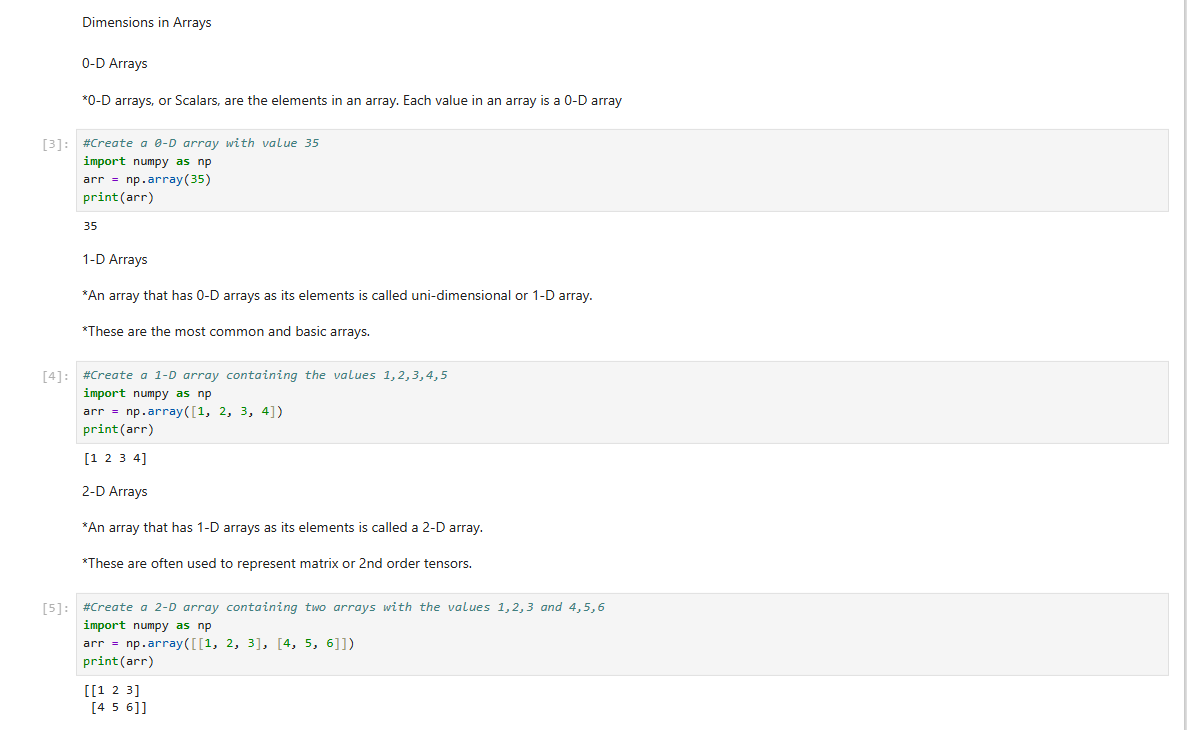 Dimensions in Arrays
0-D Arrays
*0-D arrays, or Scalars, are the elements in an array. Each value in an array is a 0-D array
[3]:
#Create a 0-D array with value 35
import numpy as np
arr = np.array(35)
print(arr)
35
1-D Arrays
*An array that has 0-D arrays as its elements is called uni-dimensional or 1-D array.
*These are the most common and basic arrays.
[4]:
#Create a 1-D array containing the values 1,2,3,4,5
import numpy as np
arr = np.array([1, 2, 3, 4])
print(arr)
[1 2 3 4]
2-D Arrays
*An array that has 1-D arrays as its elements is called a 2-D array.
*These are often used to represent matrix or 2nd order tensors.
[5]:
#Create a 2-D array containing two arrays with the values 1,2,3 and 4,5,6
import numpy as np
arr = np.array([[1, 2, 3], [4, 5, 6]])
print(arr)
[[1 2 3]
 [4 5 6]]